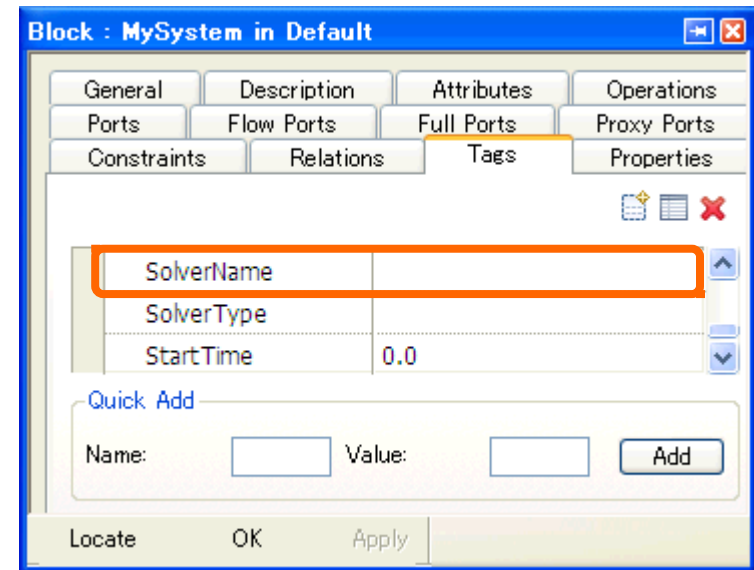 Block : MySystem in Default
General Description Attributes Operations
Ports Flow Ports Full Ports Proxy Ports
Constraints Relations Tags Properties
SolverName
SolverType
StartTime 0.0
Quick Add
Name: Value: Add
Locate OK Apply